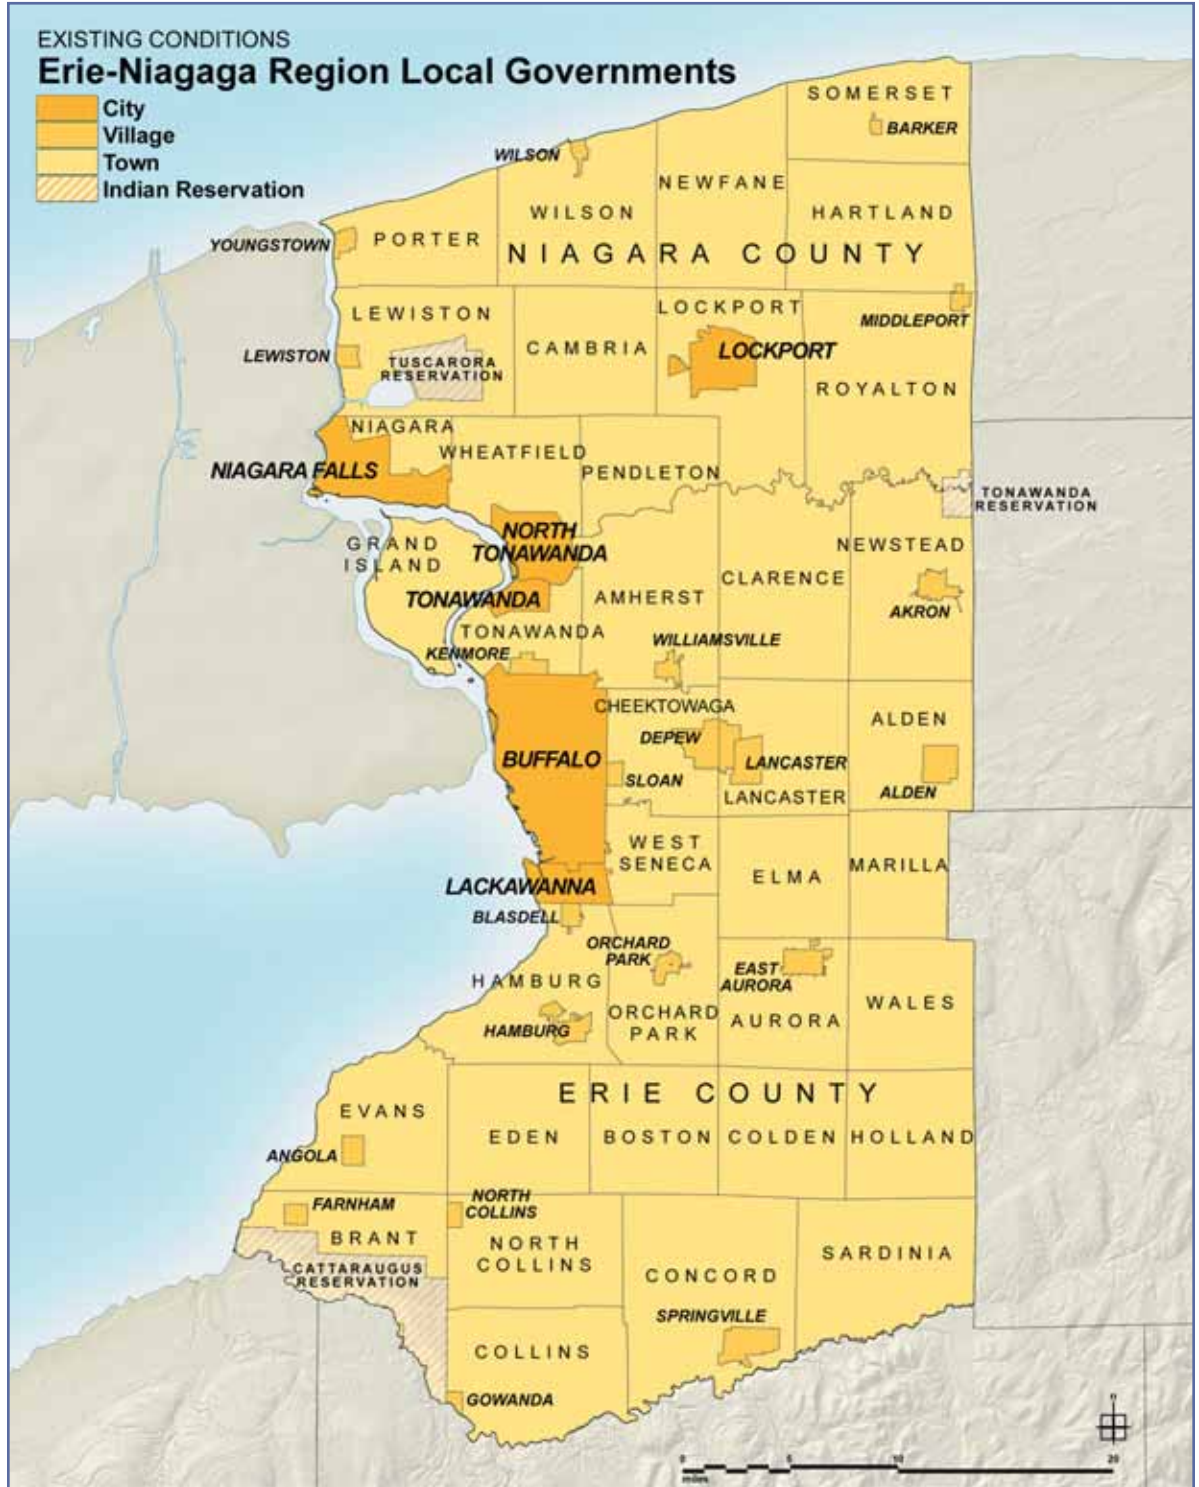 EXISTING CONDITIONS
Erie-Niagaga Region Local Governments
City
Village
Town
Indian Reservation
SOMERSET
BARKER
WILSON
NEWFANE
WILSON
HARTLAND
YOUNGSTOWN
PORTER
NIAGARA COUNTY
LEWISTON
LOCKPORT
MIDDLEPORT
LEWISTON
TUSCARORA
RESERVATION
CAMBRIA
LOCKPORT
ROYALTON
NIAGARA
WHEATFIELD
NIAGARA FALLS
PENDLETON
TONAWANDA
RESERVATION
NORTH
TONAWANDA
GRAND
ISLAND
NEWSTEAD
CLARENCE
TONAWANDA
AMHERST
AKRON
TONAWANDA
WILLIAMSVILLE
KENMORE
CHEEKTOWAGA
ALDEN
DEPEW
BUFFALO
LANCASTER
SLOAN
LANCASTER
ALDEN
WEST
SENECA
ELMA
MARILLA
LACKAWANNA
BLASDELL
ORCHARD
PARK
EAST
AURORA
HAMBURG
WALES
ORCHARD
PARK
AURORA
HAMBURG
ERIE COUNTY
EVANS
EDEN
BOSTON
COLDEN
HOLLAND
ANGOLA
FARNHAM
NORTH
COLLINS
BRANT
NORTH
COLLINS
SARDINIA
CATTARAUGUS
RESERVATION
CONCORD
SPRINGVILLE
COLLINS
GOWANDA
n
0 5 10 20
miles